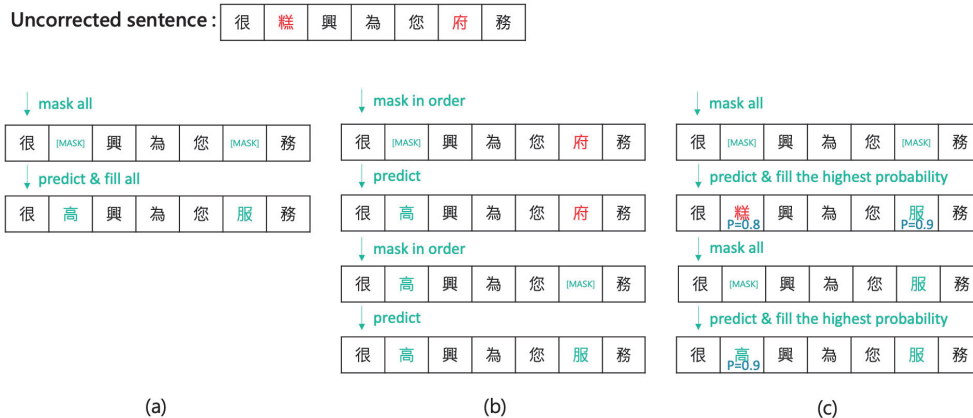 Uncorrected sentence : 很 糕 興 為 您 府 務
mask all
很 [MASK] 興 為 您 [MASK] 務
predict & fill all
很 高 興 為 您 服 務
(a)
mask in order
很 [MASK] 興 為 您 府 務
predict
很 高 興 為 您 府 務
mask in order
很 高 興 為 您 [MASK] 務
predict
很 高 興 為 您 服 務
(b)
mask all
很 [MASK] 興 為 您 [MASK] 務
predict & fill the highest probability
很 糕 興 為 您 服 務
P=0.8 P=0.9
mask all
很 [MASK] 興 為 您 服 務
predict & fill the highest probability
很 高 興 為 您 服 務
P=0.9
(c)